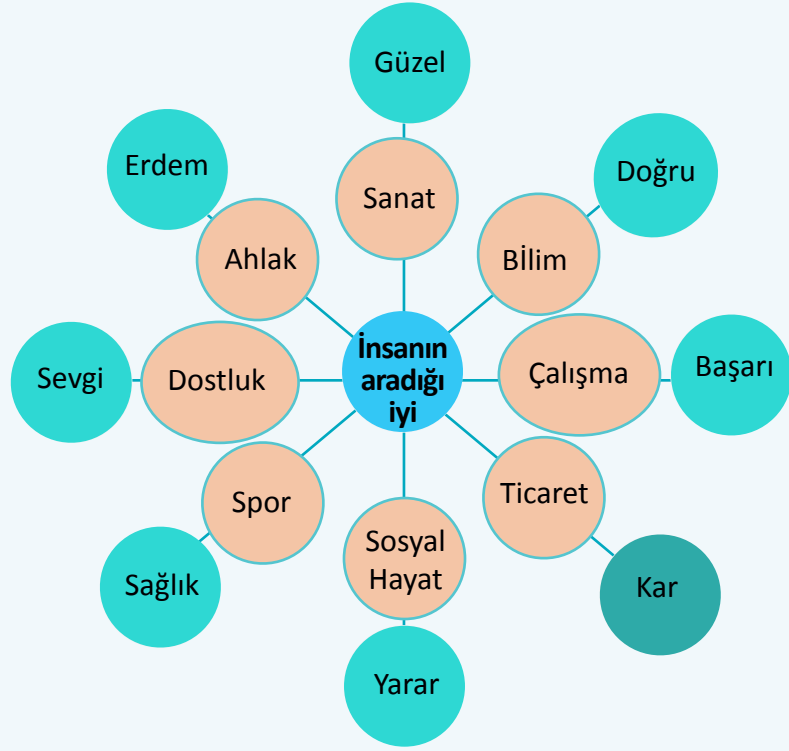 Güzel
Erdem
Doğru
Sanat
Ahlak
Bİlim
İnsanın
aradığı
iyi
Sevgi
Dostluk
Çalışma
Başarı
Spor
Ticaret
Sosyal
Hayat
Sağlık
Kar
Yarar